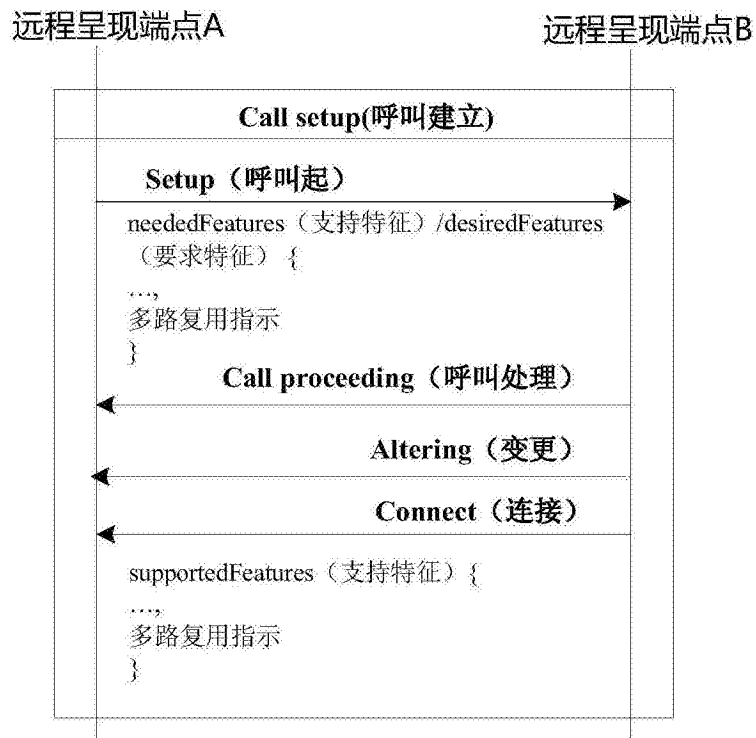 远程呈现端点A
远程呈现端点B
Call setup(呼叫建立)
Setup（呼叫起）
neededFeatures（支持特征）/desiredFeatures
（要求特征）{
…,
多路复用指示
}
Call proceeding（呼叫处理）
Altering（变更）
Connect（连接）
supportedFeatures（支持特征）{
…,
多路复用指示
}